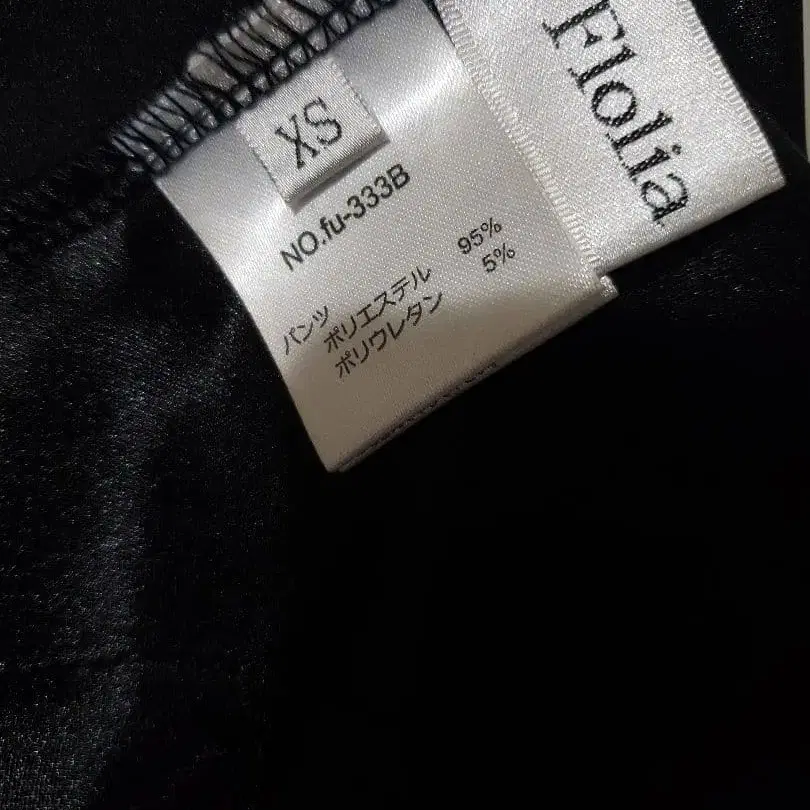 Flolia
XS
NO.fu-333B
パンツ
ポリエステル 95%
ポリウレタン 5%